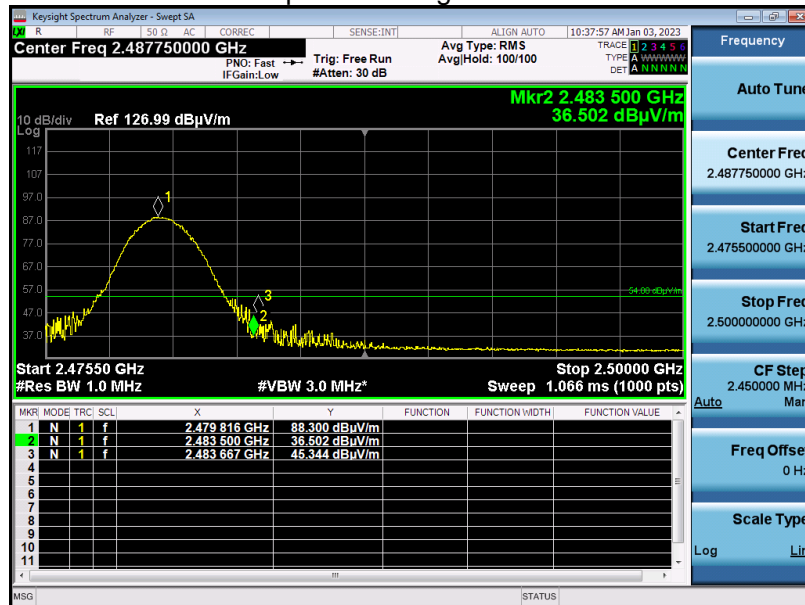 Keysight Spectrum Analyzer - Swept SA
LXI R RF 50 Ω AC CORREC SENSE:INT ALIGN AUTO 10:37:57 AM Jan 03, 2023
Center Freq 2.487750000 GHz
PNO: Fast
IFGain:Low
Trig: Free Run
#Atten: 30 dB
Avg Type: RMS
Avg|Hold: 100/100
TRACE 1 2 3 4 5 6
TYPE A WWWWW
DET A N N N N N
Mkr2 2.483 500 GHz
36.502 dBµV/m
10 dB/div Ref 126.99 dBµV/m
Log
117
107
97.0
87.0
77.0
67.0
57.0
47.0
37.0
1
3
2
54.00 dBµV/m
Start 2.47550 GHz Stop 2.50000 GHz
#Res BW 1.0 MHz #VBW 3.0 MHz* Sweep 1.066 ms (1000 pts)
MKR MODE TRC SCL X Y FUNCTION FUNCTION WIDTH FUNCTION VALUE
1 N 1 f 2.479 816 GHz 88.300 dBµV/m
2 N 1 f 2.483 500 GHz 36.502 dBµV/m
3 N 1 f 2.483 667 GHz 45.344 dBµV/m
4
5
6
7
8
9
10
11
MSG STATUS
Frequency
Auto Tune
Center Freq
2.487750000 GHz
Start Freq
2.475500000 GHz
Stop Freq
2.500000000 GHz
CF Step
2.450000 MHz
Auto Man
Freq Offset
0 Hz
Scale Type
Log Lin